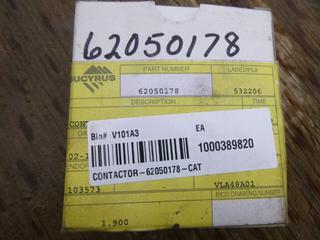 62050178
BUCYRUS
PART NUMBER
LABEL/PL#
62050178
532206
DESCRIPTION
TIME
Bin# V101A3
EA
1000389820
CONTACTOR-62050178-CAT
103573
VLA48A01
BICO DRAWING NUMBER
1.900